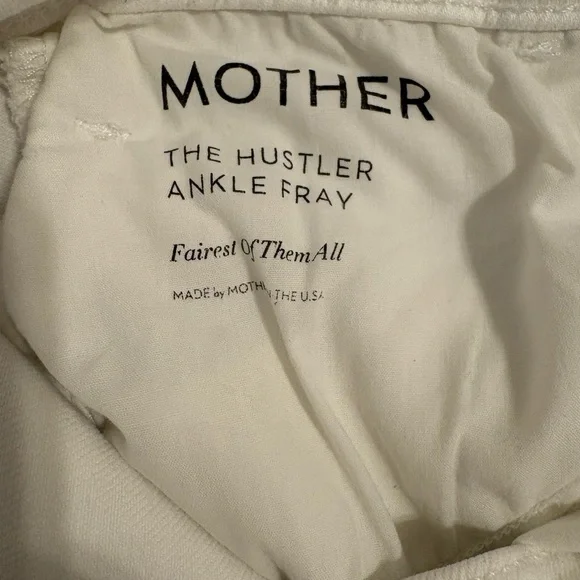 MOTHER
THE HUSTLER
ANKLE FRAY
Fairest Of Them All
MADE by MOTH THE U.S.